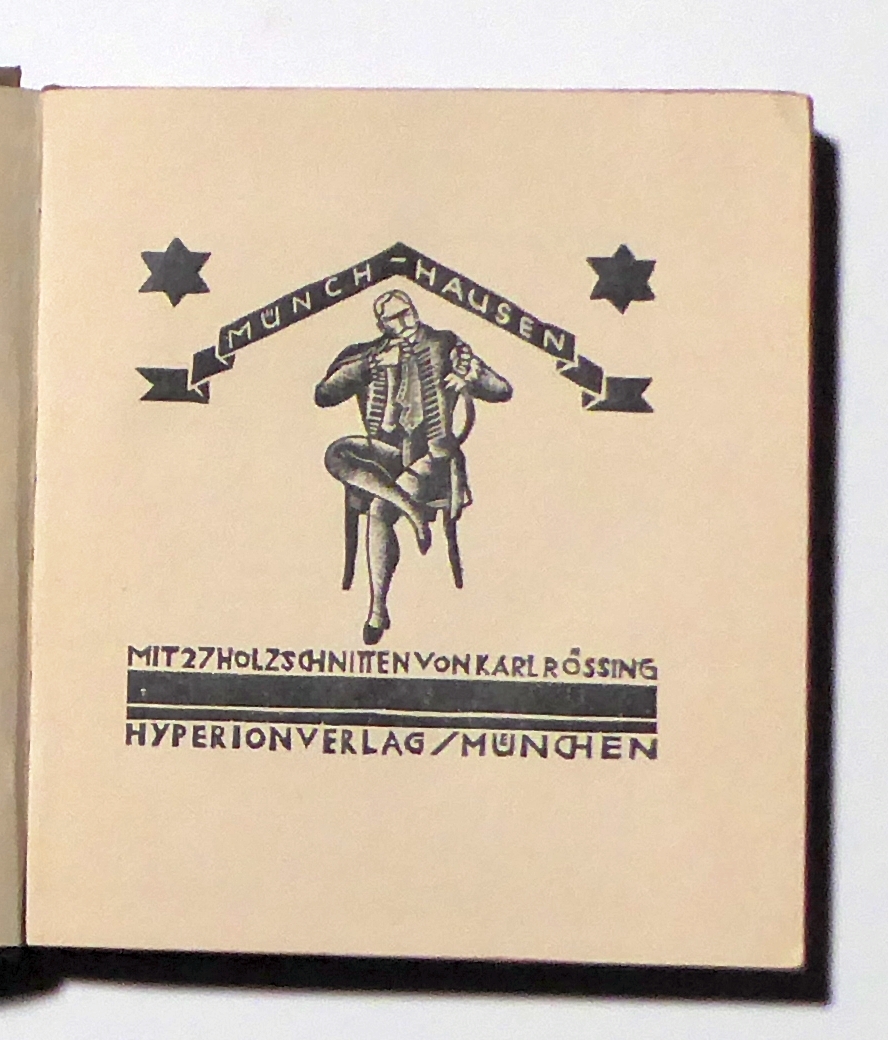 MÜNCH-HAUSEN
MIT 27 HOLZSCHNITTEN VON KARL RÖSSING
HYPERIONVERLAG/MÜNCHEN